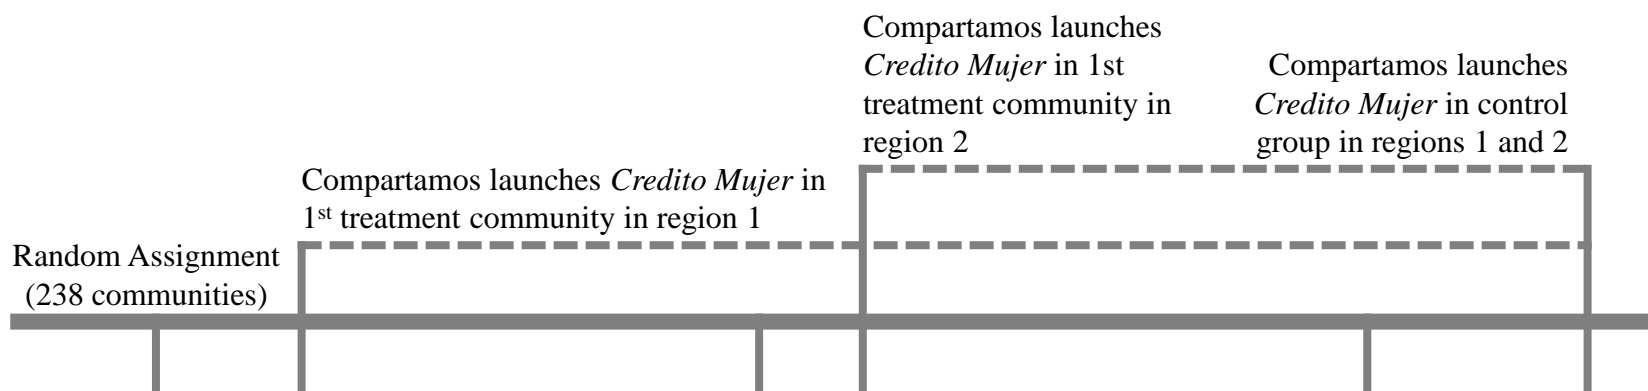 Compartamos launches
Credito Mujer in 1st
treatment community in
region 2
Compartamos launches
Credito Mujer in control
group in regions 1 and 2
Compartamos launches Credito Mujer in
1st treatment community in region 1
Random Assignment
(238 communities)